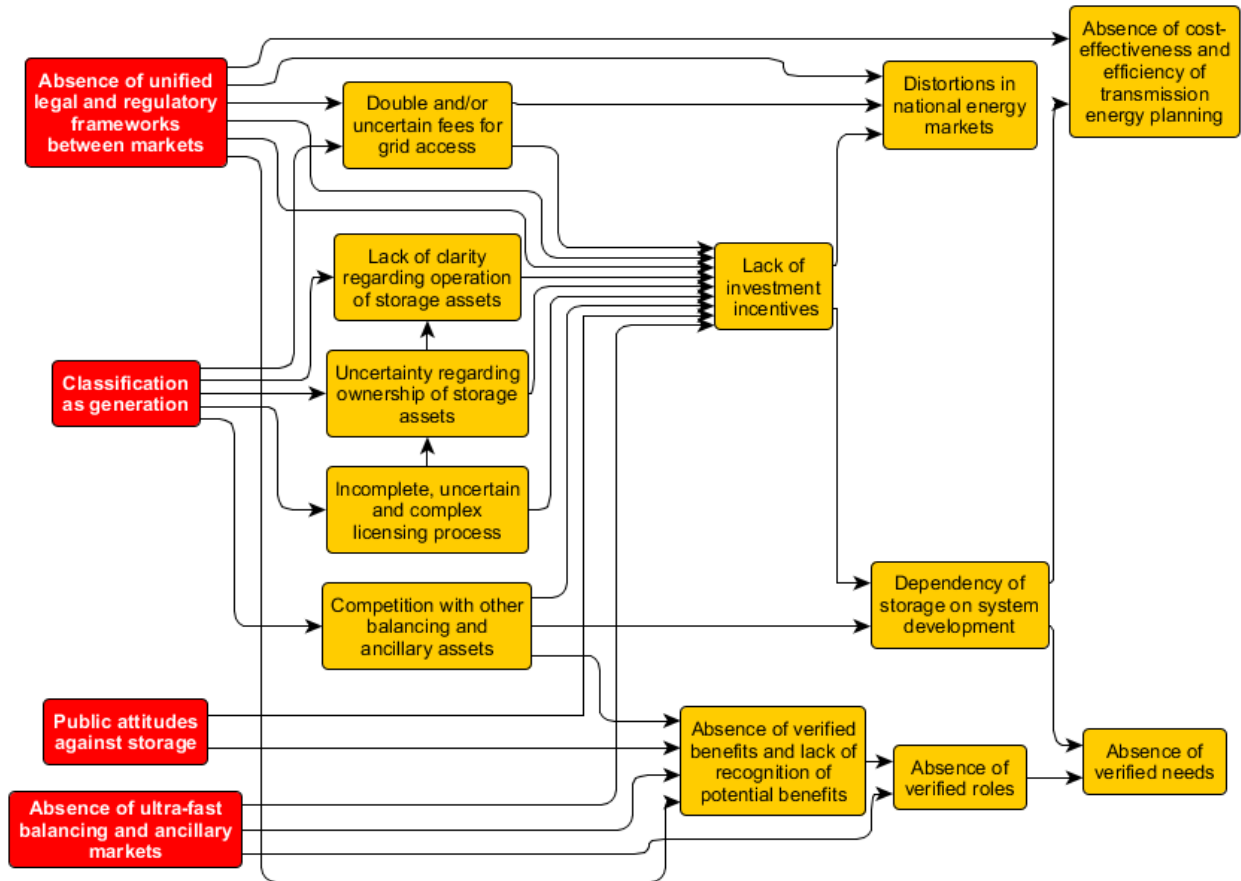 Absence of unified
legal and regulatory
frameworks
between markets
Double and/or
uncertain fees for
grid access
Distortions in
national energy
markets
Absence of cost-
effectiveness and
efficiency of
transmission
energy planning
Lack of clarity
regarding operation
of storage assets
Lack of
investment
incentives
Classification
as generation
Uncertainty regarding
ownership of storage
assets
Incomplete, uncertain
and complex
licensing process
Competition with other
balancing and
ancillary assets
Dependency of
storage on system
development
Public attitudes
against storage
Absence of verified
benefits and lack of
recognition of
potential benefits
Absence of
verified roles
Absence of
verified needs
Absence of ultra-fast
balancing and ancillary
markets